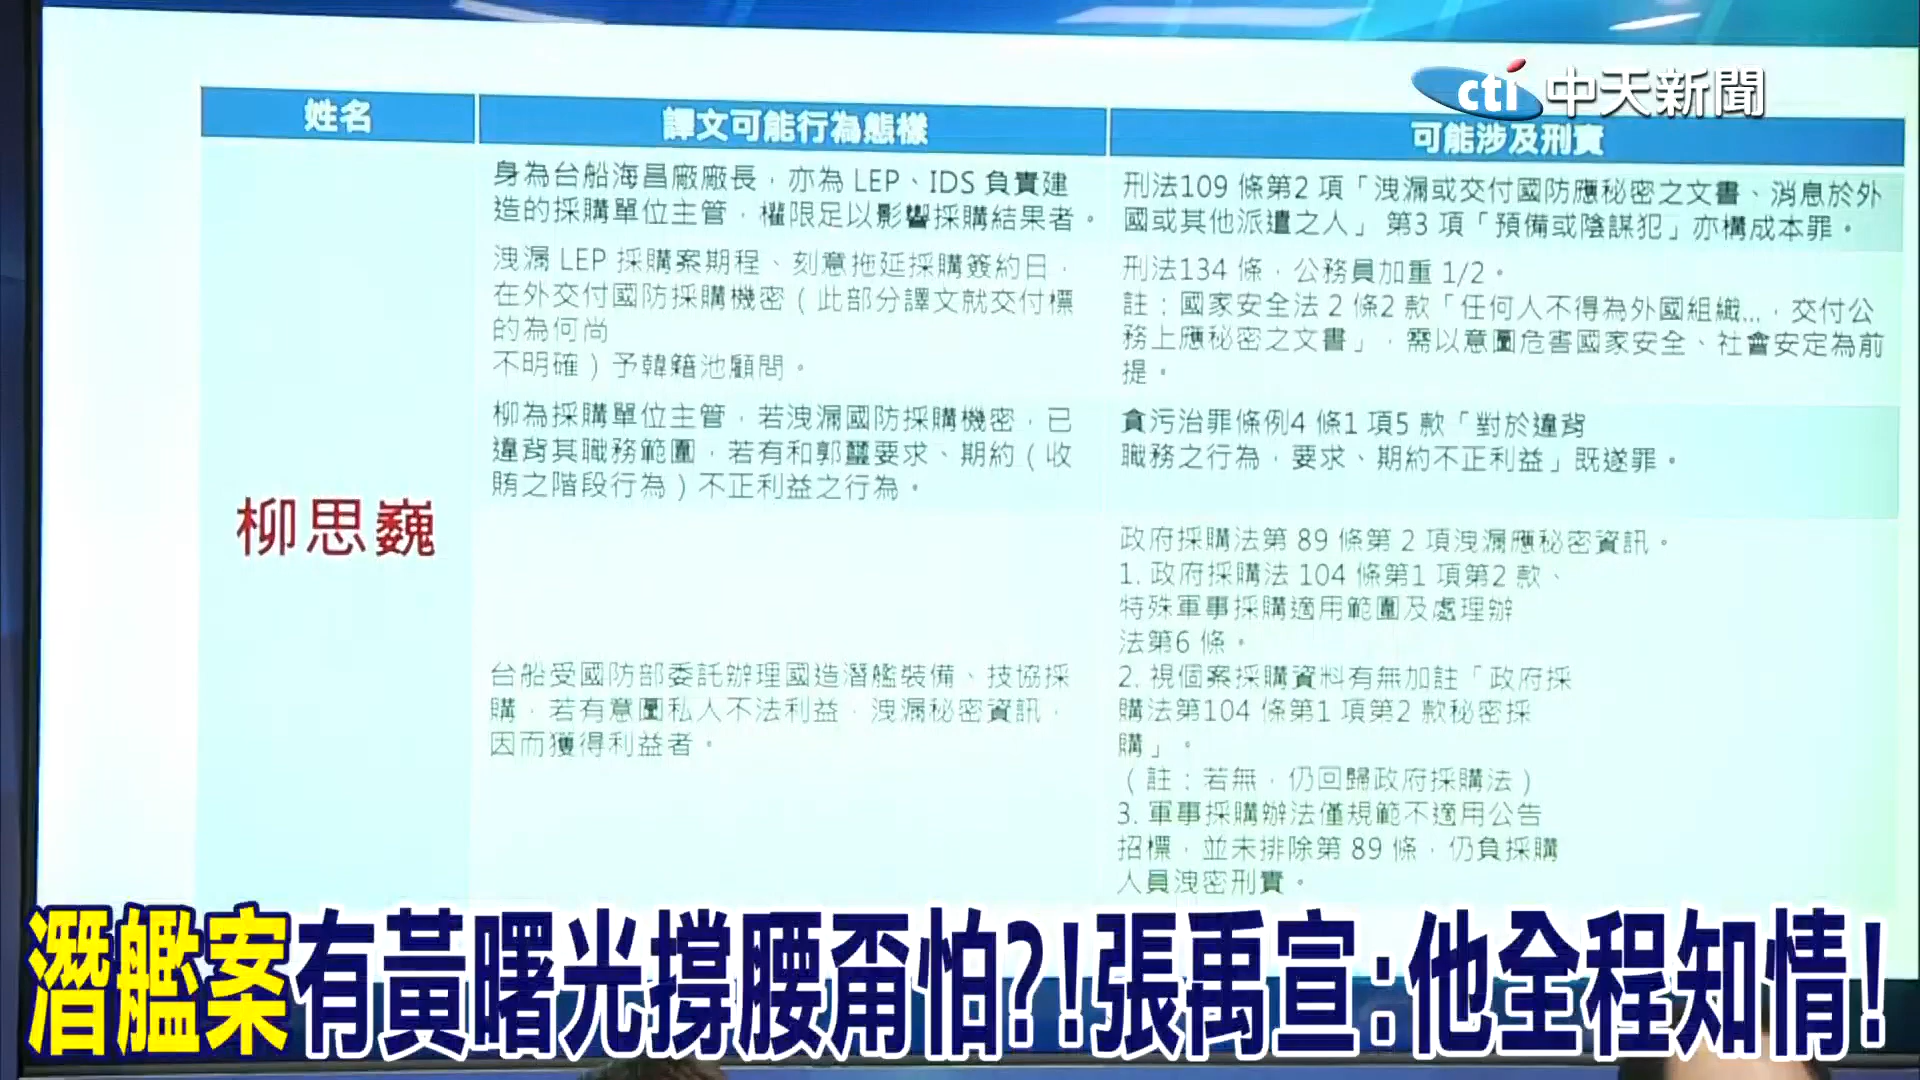 cti 中天新聞
姓名
譯文可能行為態樣
可能涉及刑責
身為台船海昌廠廠長，亦為 LEP、IDS 負責建
造的採購單位主管，權限足以影響採購結果者。
刑法109 條第2 項「洩漏或交付國防應秘密之文書、消息於外
國或其他派遣之人」 第3 項「預備或陰謀犯」亦構成本罪。
洩漏 LEP 採購案期程、刻意拖延採購簽約日，
在外交付國防採購機密（此部分譯文就交付標
的為何尚
不明確）予韓籍池顧問。
刑法134 條，公務員加重 1/2。
註：國家安全法 2 條2 款「任何人不得為外國組織...，交付公
務上應秘密之文書」，需以意圖危害國家安全、社會安定為前
提。
柳思巍
柳為採購單位主管，若洩漏國防採購機密，已
違背其職務範圍，若有和郭璽要求、期約（收
賄之階段行為）不正利益之行為。
貪污治罪條例4 條1 項5 款「對於違背
職務之行為，要求、期約不正利益」既遂罪。
台船受國防部委託辦理國造潛艦裝備、技協採
購，若有意圖私人不法利益，洩漏秘密資訊，
因而獲得利益者。
政府採購法第 89 條第 2 項洩漏應秘密資訊。
1. 政府採購法 104 條第1 項第2 款、
特殊軍事採購適用範圍及處理辦
法第6 條。
2. 視個案採購資料有無加註「政府採
購法第104 條第1 項第2 款秘密採
購」。
（註：若無，仍回歸政府採購法）
3. 軍事採購辦法僅規範不適用公告
招標，並未排除第 89 條，仍負採購
人員洩密刑責。
潛艦案有黃曙光撐腰甭怕?!張禹宣:他全程知情!